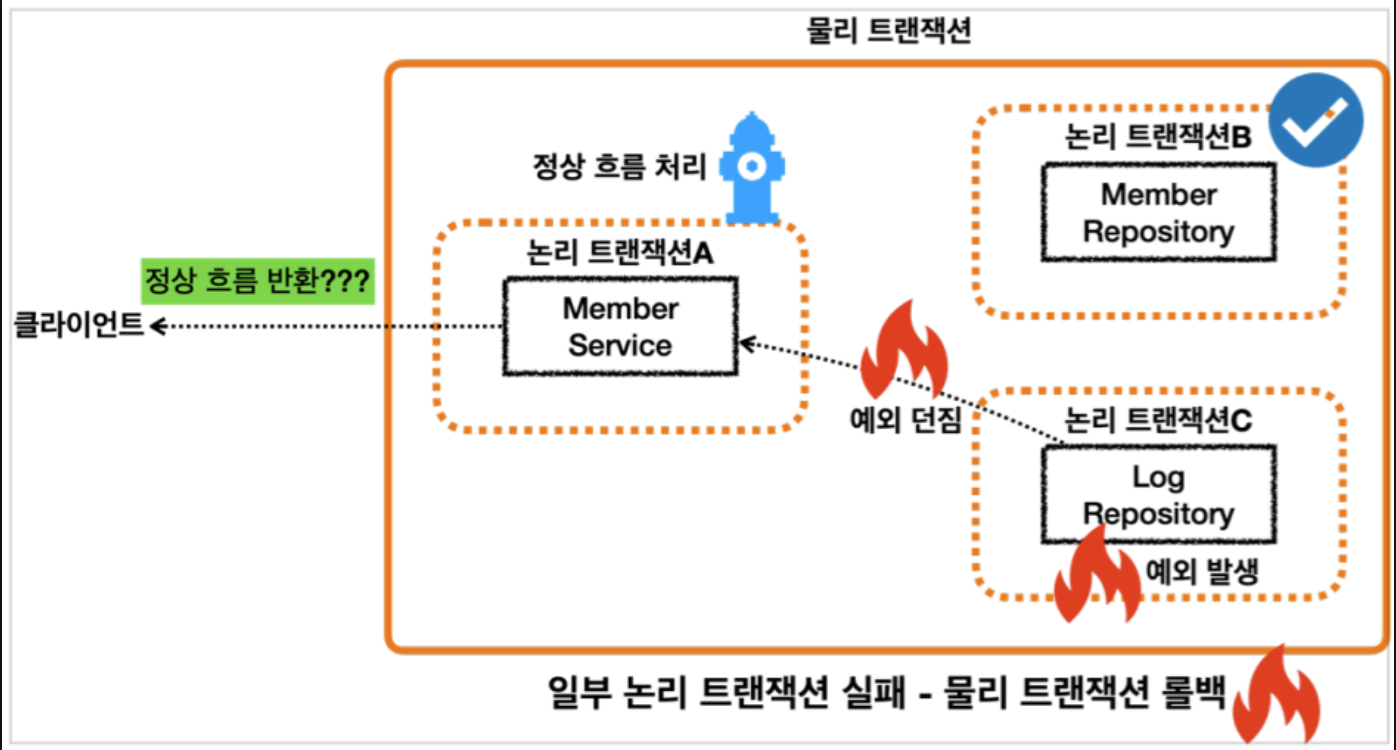 물리 트랜잭션
정상 흐름 처리
논리 트랜잭션B
Member
Repository
논리 트랜잭션A
Member
Service
정상 흐름 반환???
클라이언트
예외 던짐
논리 트랜잭션C
Log
Repository
예외 발생
일부 논리 트랜잭션 실패 - 물리 트랜잭션 롤백